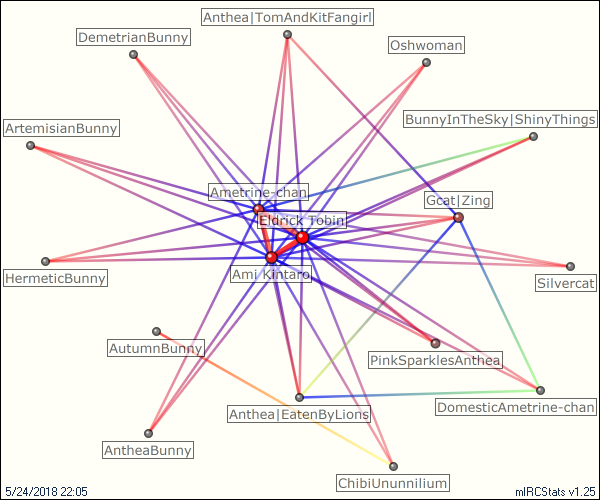 Anthea|TomAndKitFangirl
DemetrianBunny
Oshwoman
BunnyInTheSky|ShinyThings
ArtemisianBunny
Ametrine-chan
Gcat|Zing
Eldrick Tobin
Ami Kintaro
HermeticBunny
Silvercat
AutumnBunny
PinkSparklesAnthea
Anthea|EatenByLions
DomesticAmetrine-chan
AntheaBunny
ChibiUnunnilium
5/24/2018 22:05
mIRCStats v1.25